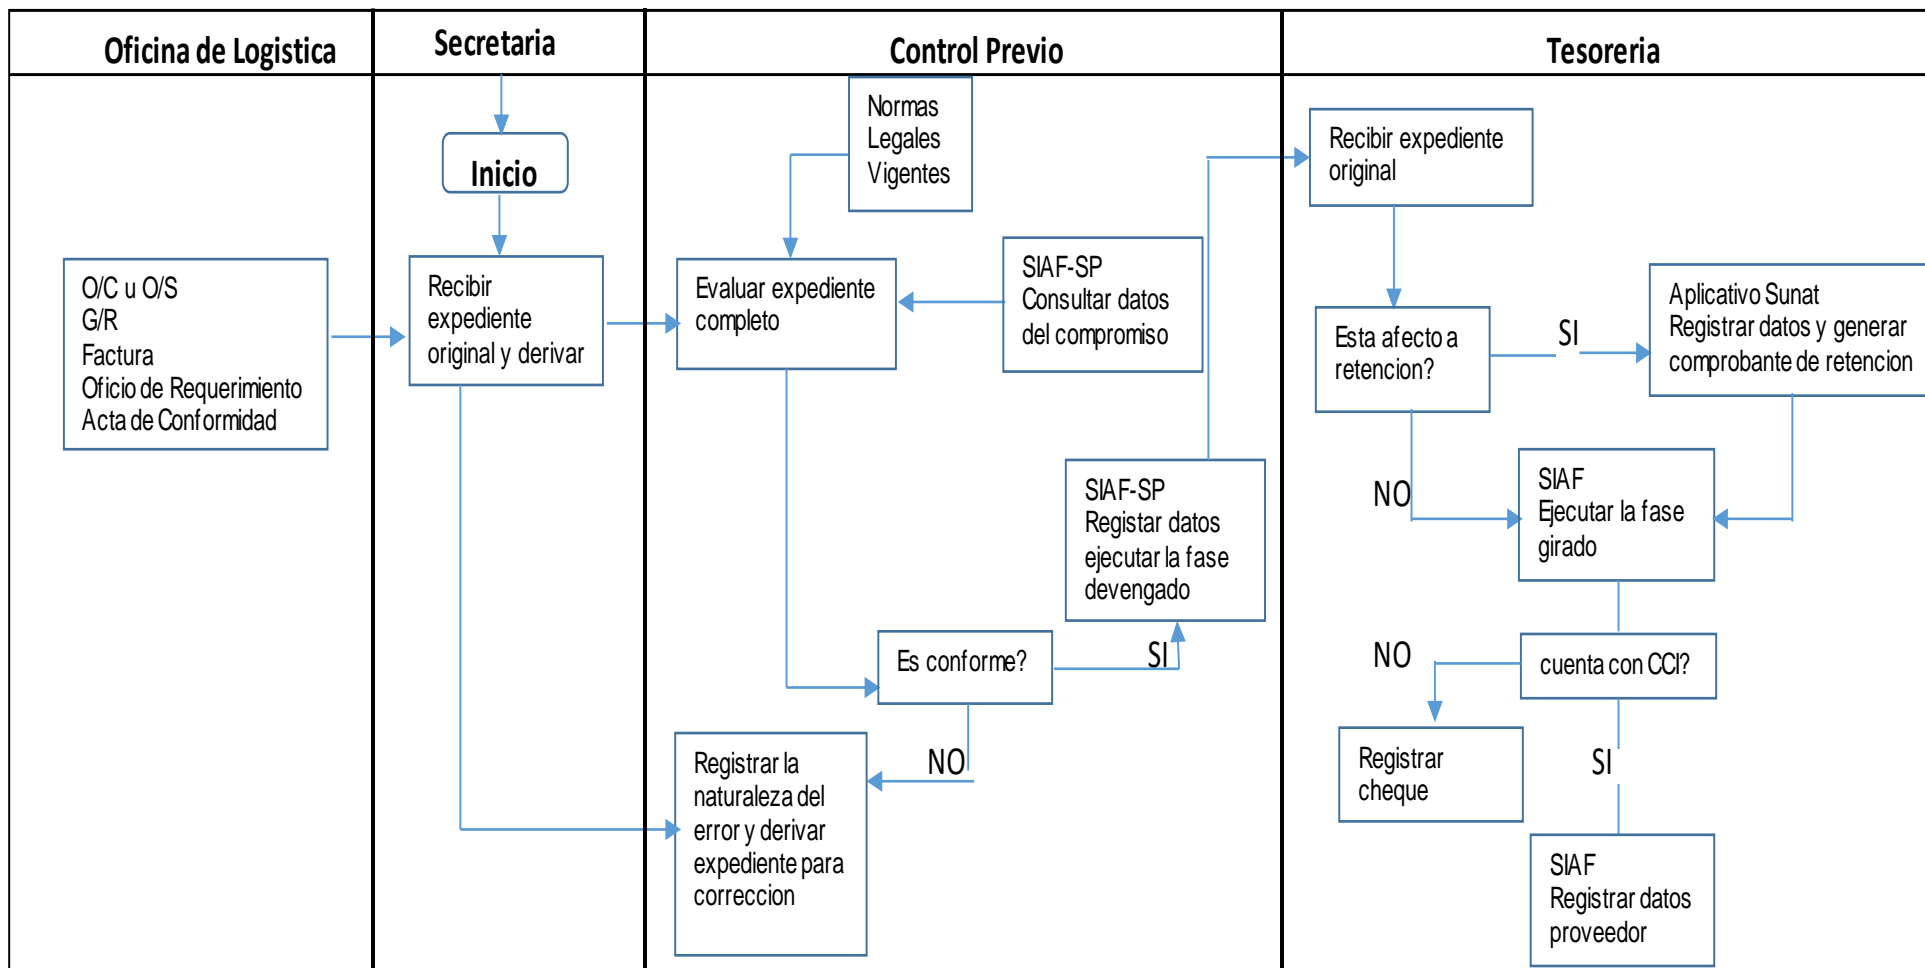 Oficina de Logistica
Secretaria
Control Previo
Tesoreria
Inicio
O/C u O/S
G/R
Factura
Oficio de Requerimiento
Acta de Conformidad
Recibir
expediente
original y derivar
Normas
Legales
Vigentes
Evaluar expediente
completo
SIAF-SP
Consultar datos
del compromiso
SIAF-SP
Registar datos
ejecutar la fase
devengado
Es conforme?
SI
NO
Registrar la
naturaleza del
error y derivar
expediente para
correccion
Recibir expediente
original
Esta afecto a
retencion?
SI
Aplicativo Sunat
Registrar datos y generar
comprobante de retencion
NO
SIAF
Ejecutar la fase
girado
cuenta con CCI?
NO
Registrar
cheque
SI
SIAF
Registrar datos
proveedor